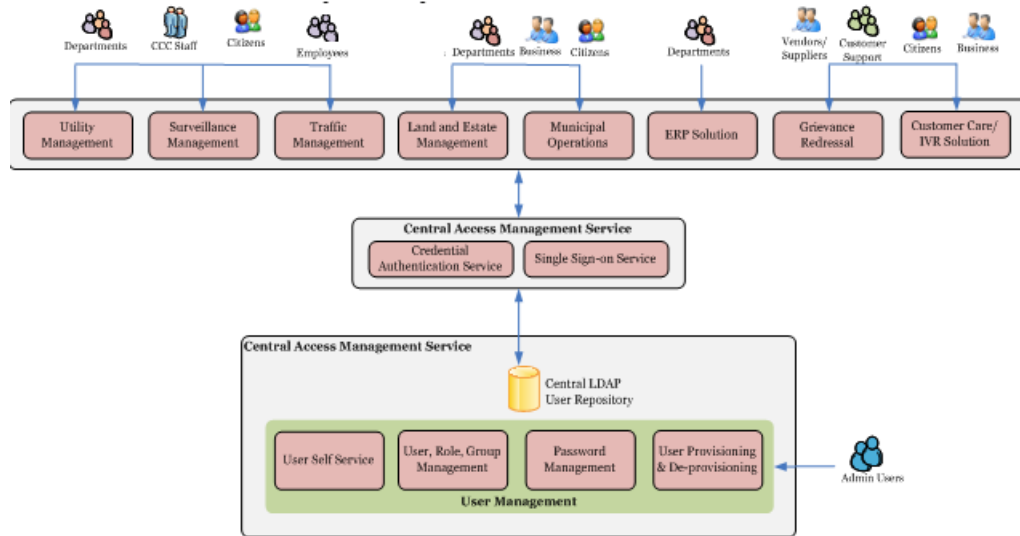 Departments
CCC Staff
Citizens
Employees
Departments
Business
Citizens
Departments
Vendors/
Suppliers
Customer
Support
Citizens
Business
Utility
Management
Surveillance
Management
Traffic
Management
Land and Estate
Management
Municipal
Operations
ERP Solution
Grievance
Redressal
Customer Care/
IVR Solution
Central Access Management Service
Credential
Authentication Service
Single Sign-on Service
Central Access Management Service
Central LDAP
User Repository
User Self Service
User, Role, Group
Management
Password
Management
User Provisioning
& De-provisioning
User Management
Admin Users